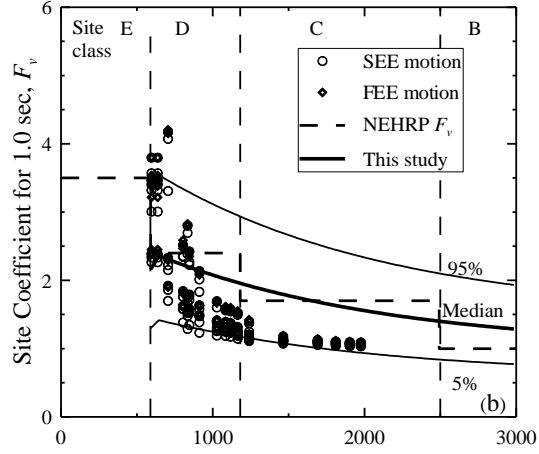 Site class E D C B
SEE motion
FEE motion
NEHRP Fv
This study
95%
Median
5%
(b)
Site Coefficient for 1.0 sec, Fv
6
4
2
0
0 1000 2000 3000